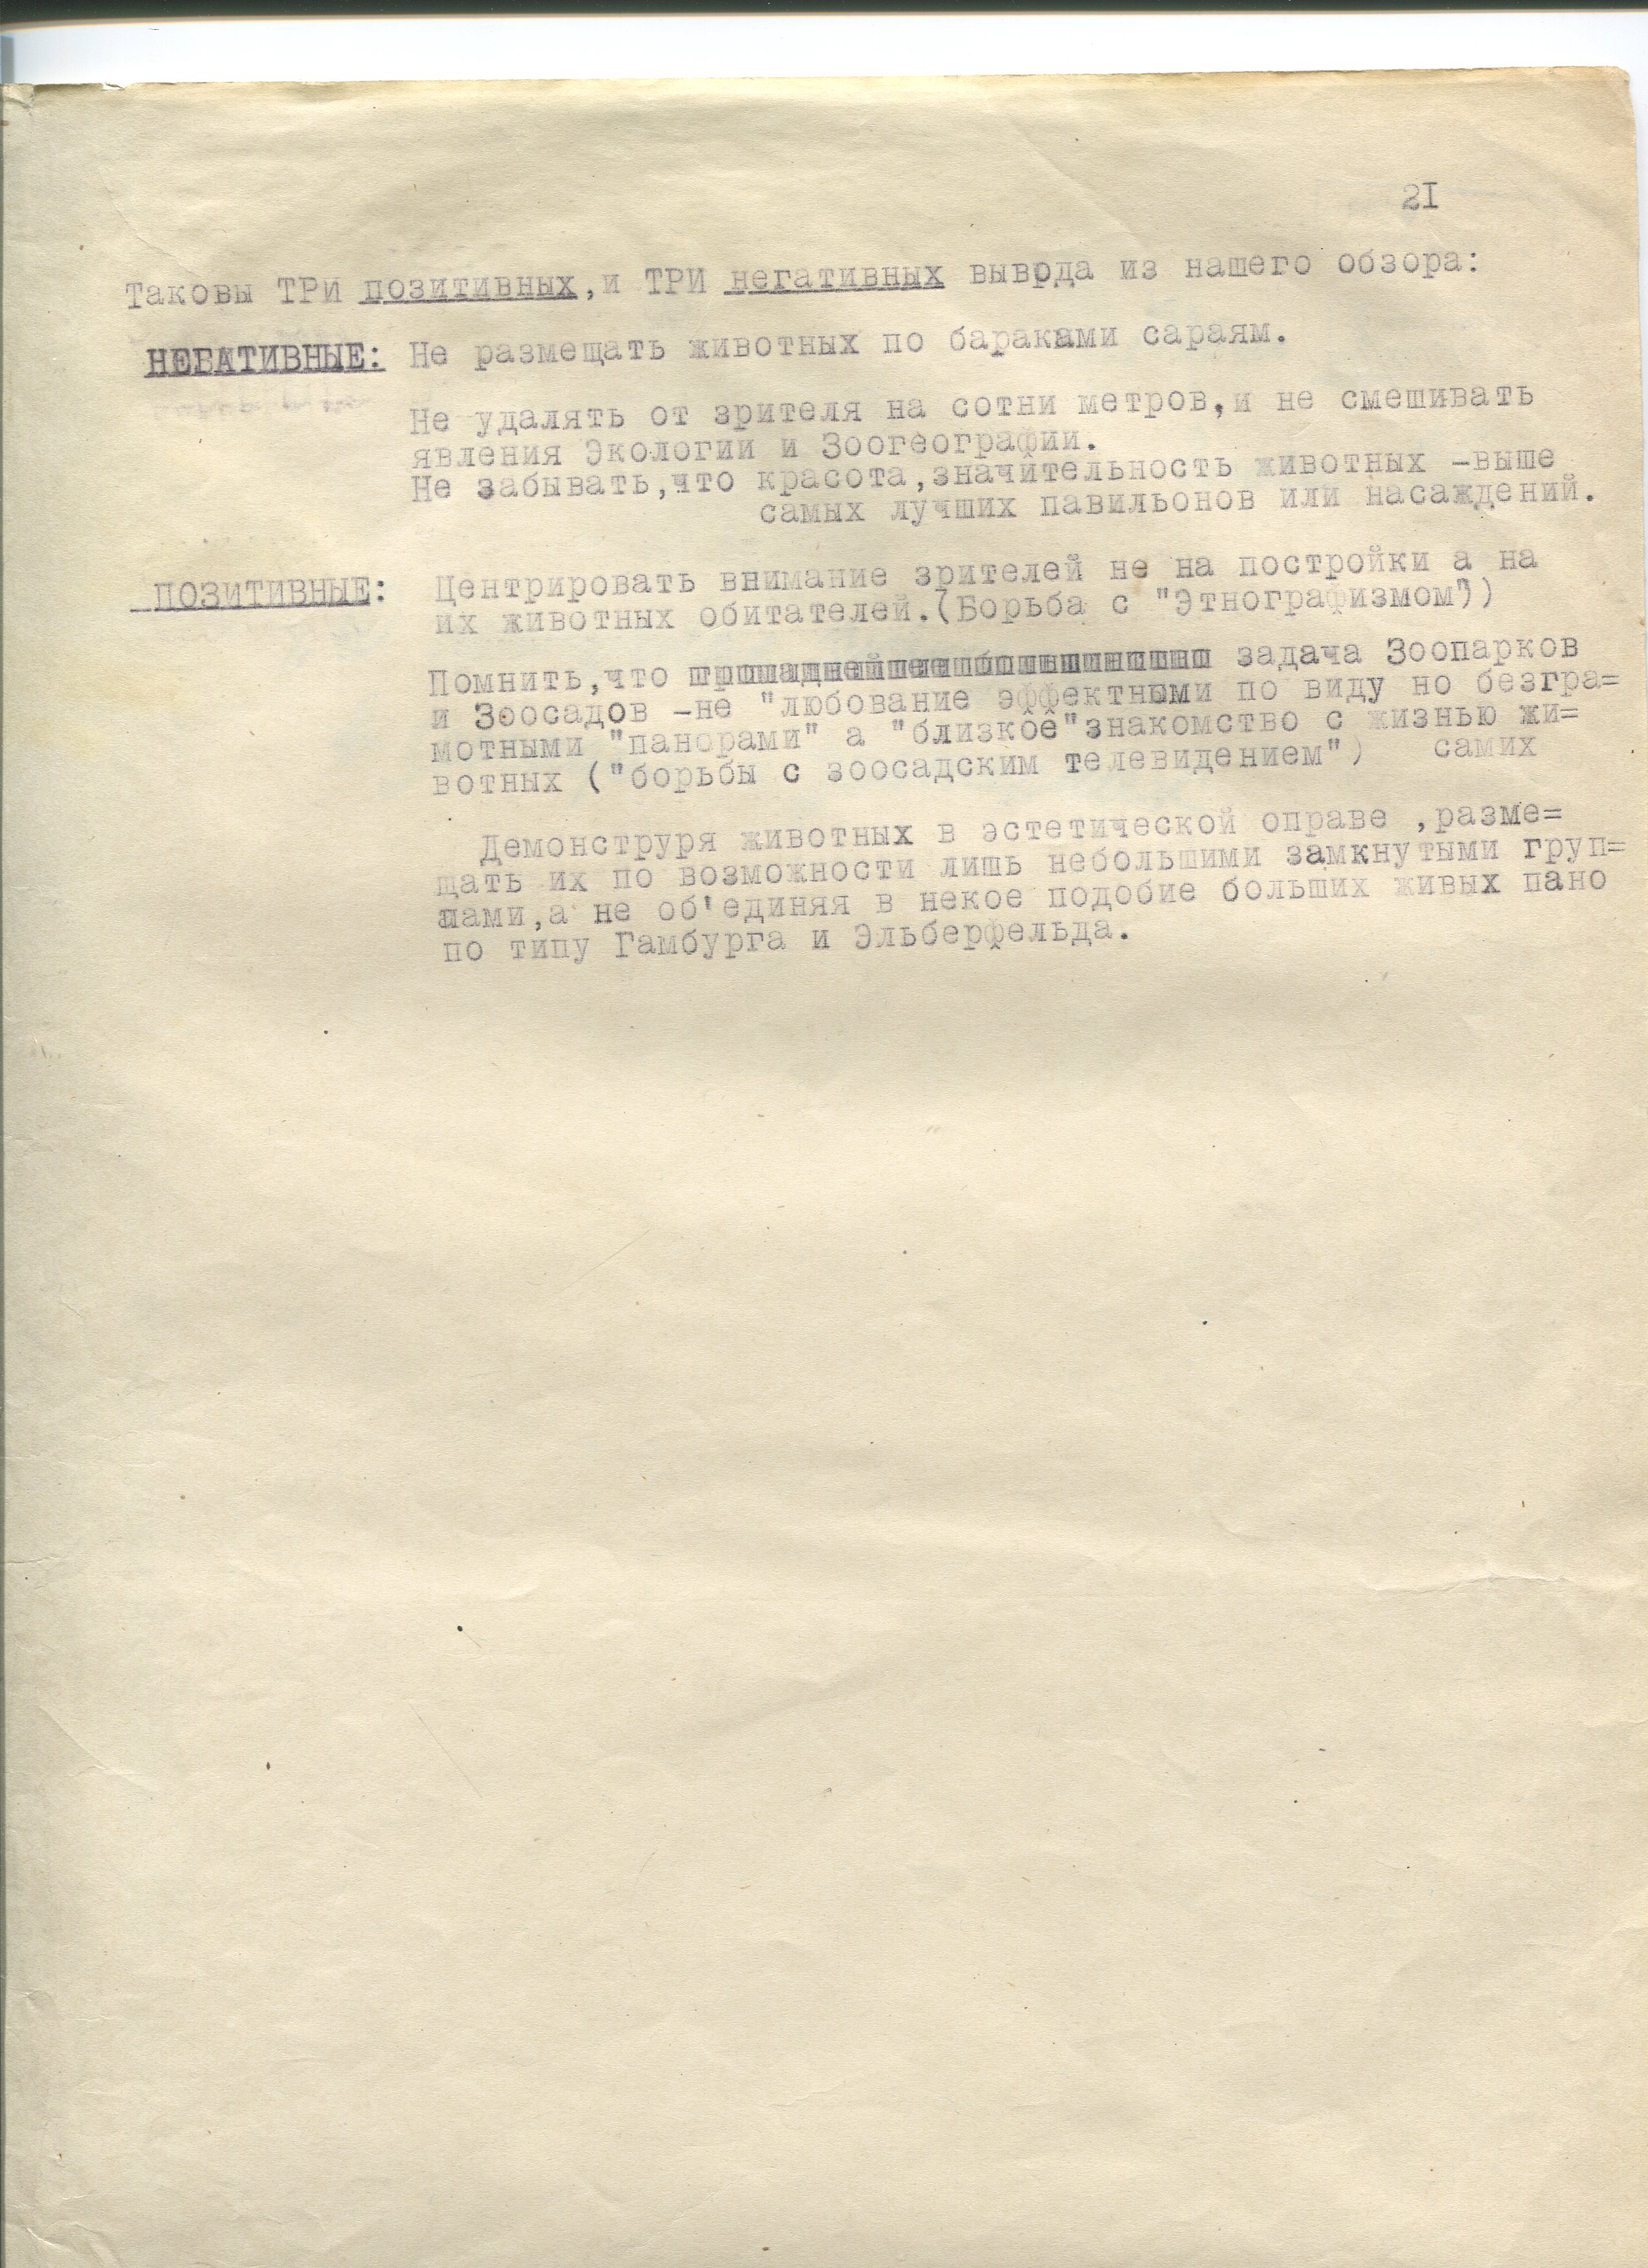 2I
Таковы ТРИ позитивных,и ТРИ негативных вывода из нашего обзора:
НЕГАТИВНЫЕ: Не размещать животных по баракам и сараям.
Не удалять от зрителя на сотни метров,и не смешивать
явления Экологии и Зоогеографии.
Не забывать,что красота,значительность животных -выше
самых лучших павильонов или насаждений.
ПОЗИТИВНЫЕ: Центрировать внимание зрителей не на постройки а на
их животных обитателей.(Борьба с "Этнографизмом"))
Помнить,что задача Зоопарков
и Зоосадов -не "любование эффектными по виду но безгра=
мотными "панорами" а "близкое"знакомство с жизнью жи=
вотных ("борьбы с зоосадским телевидением") самих
Демонструря животных в эстетической оправе ,разме=
щать их по возможности лишь небольшими замкнутыми груп=
пами,а не об'единяя в некое подобие больших живых пано
по типу Гамбурга и Эльберфельда.